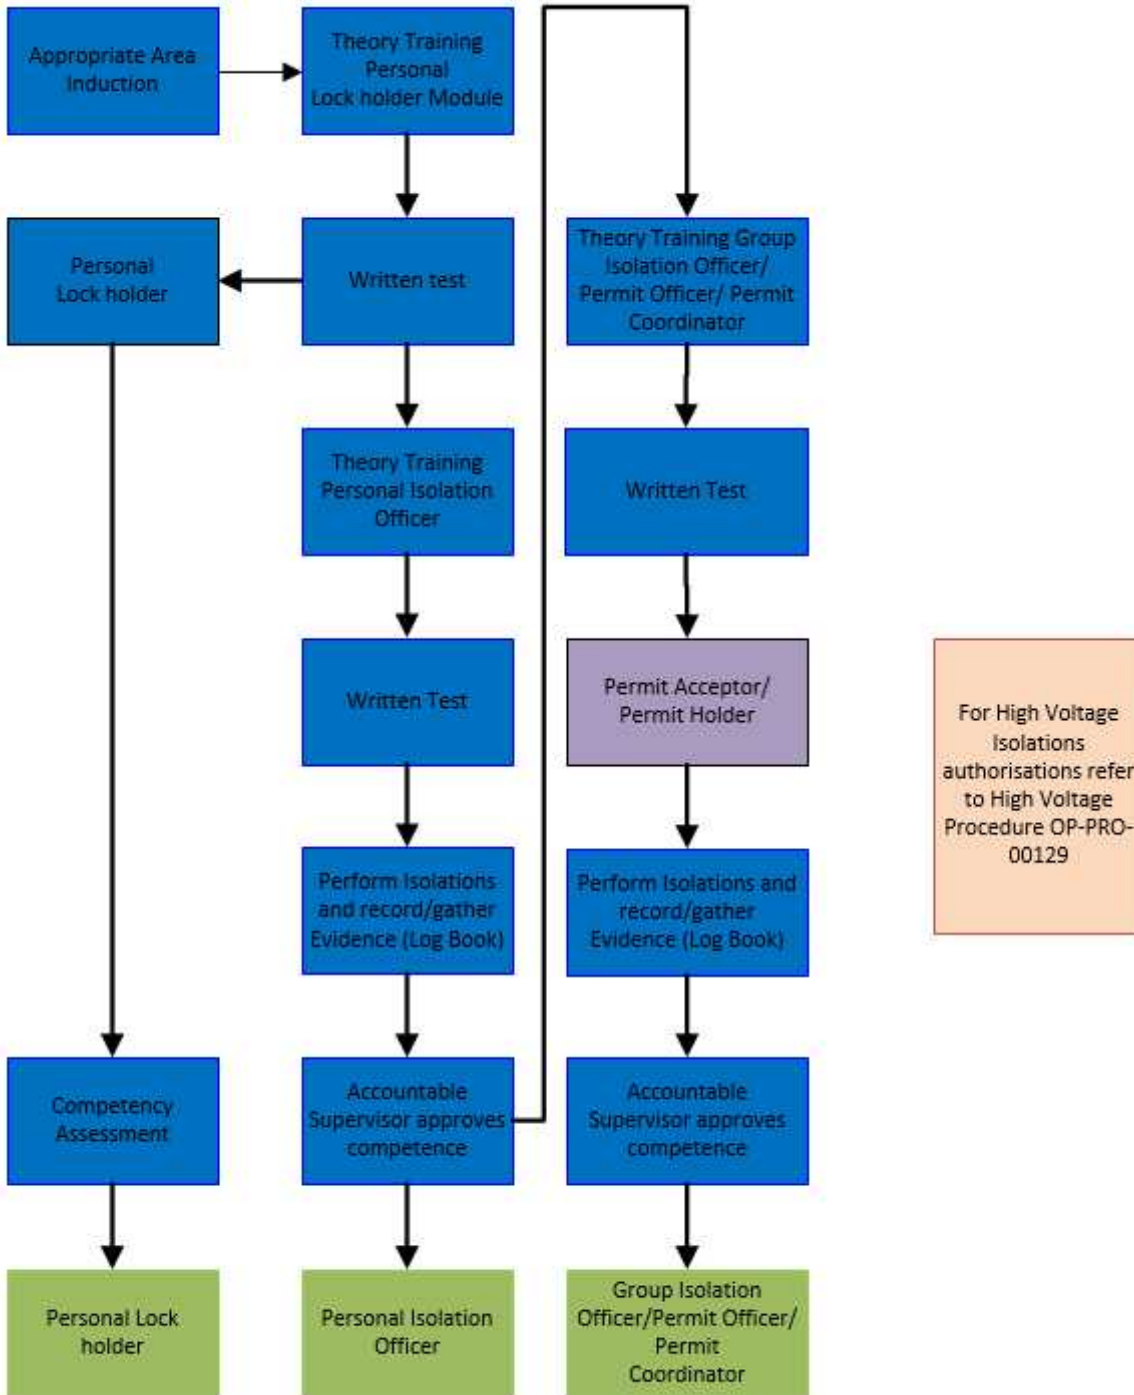 Appropriate Area
Induction
Theory Training
Personal
Lock holder Module
Personal
Lock holder
Written test
Theory Training Group
Isolation Officer/
Permit Officer/ Permit
Coordinator
Theory Training
Personal Isolation
Officer
Written Test
Written Test
Permit Acceptor/
Permit Holder
For High Voltage
Isolations
authorisations refer
to High Voltage
Procedure OP-PRO-
00129
Perform Isolations
and record/gather
Evidence (Log Book)
Perform Isolations and
record/gather
Evidence (Log Book)
Competency
Assessment
Accountable
Supervisor approves
competence
Accountable
Supervisor approves
competence
Personal Lock
holder
Personal Isolation
Officer
Group Isolation
Officer/Permit Officer/
Permit
Coordinator